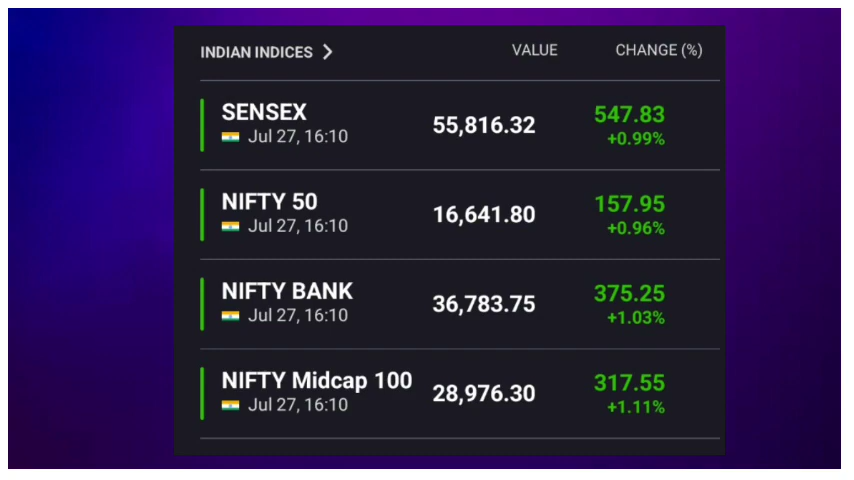 INDIAN INDICES > VALUE CHANGE (%)
SENSEX 55,816.32 547.83
Jul 27, 16:10 +0.99%
NIFTY 50 16,641.80 157.95
Jul 27, 16:10 +0.96%
NIFTY BANK 36,783.75 375.25
Jul 27, 16:10 +1.03%
NIFTY Midcap 100 28,976.30 317.55
Jul 27, 16:10 +1.11%